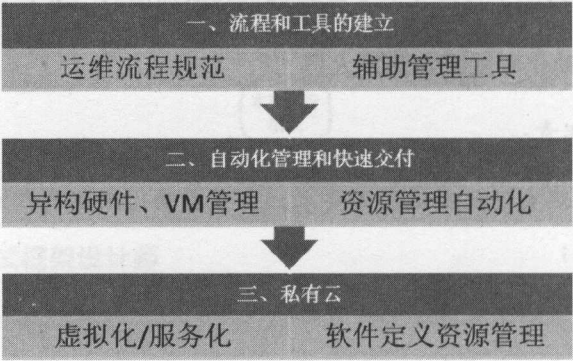 一、流程和工具的建立
运维流程规范 辅助管理工具
二、自动化管理和快速交付
异构硬件、VM管理 资源管理自动化
三、私有云
虚拟化/服务化 软件定义资源管理